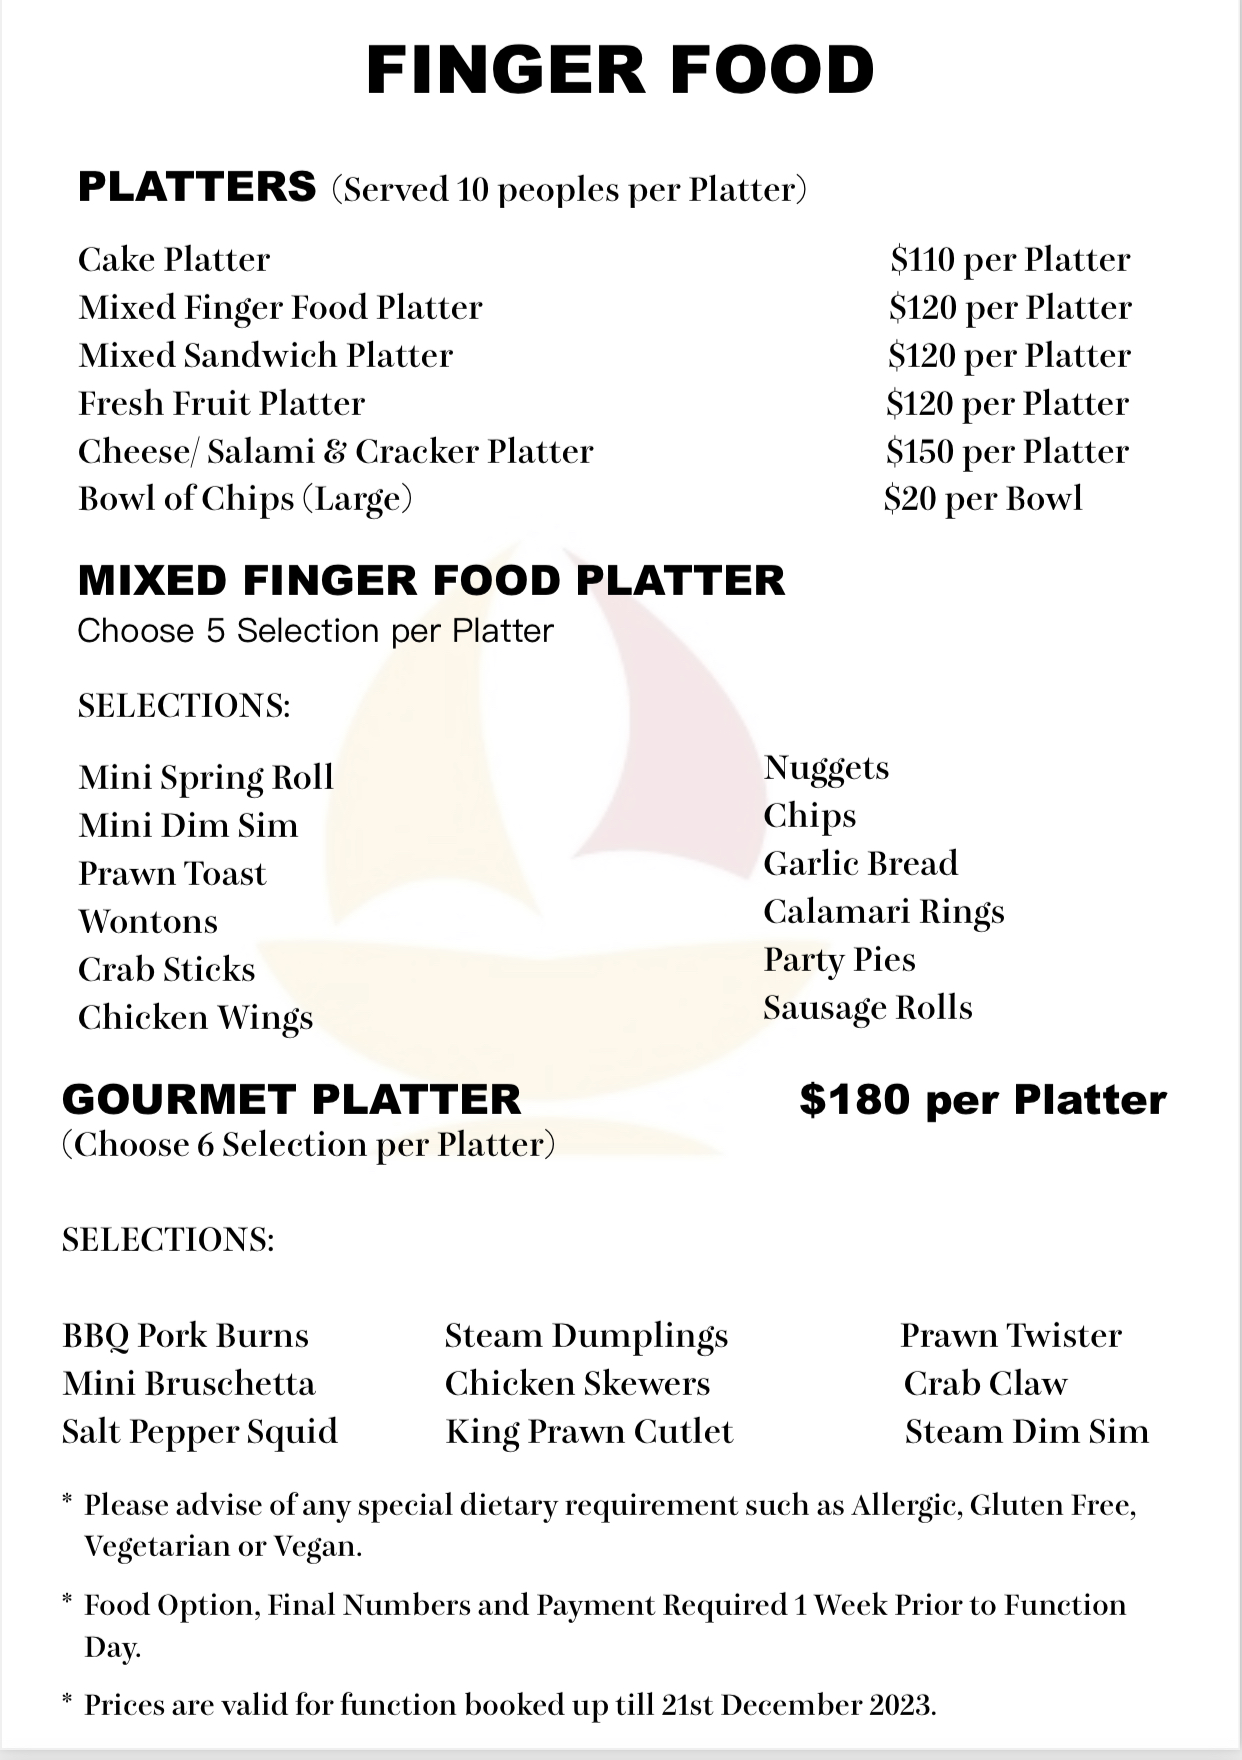 FINGER FOOD
PLATTERS (Served 10 peoples per Platter)
Cake Platter $110 per Platter
Mixed Finger Food Platter $120 per Platter
Mixed Sandwich Platter $120 per Platter
Fresh Fruit Platter $120 per Platter
Cheese/ Salami & Cracker Platter $150 per Platter
Bowl of Chips (Large) $20 per Bowl
MIXED FINGER FOOD PLATTER
Choose 5 Selection per Platter
SELECTIONS:
Mini Spring Roll
Mini Dim Sim
Prawn Toast
Wontons
Crab Sticks
Chicken Wings
Nuggets
Chips
Garlic Bread
Calamari Rings
Party Pies
Sausage Rolls
GOURMET PLATTER $180 per Platter
(Choose 6 Selection per Platter)
SELECTIONS:
BBQ Pork Burns Steam Dumplings Prawn Twister
Mini Bruschetta Chicken Skewers Crab Claw
Salt Pepper Squid King Prawn Cutlet Steam Dim Sim
* Please advise of any special dietary requirement such as Allergic, Gluten Free,
Vegetarian or Vegan.
* Food Option, Final Numbers and Payment Required 1 Week Prior to Function
Day.
* Prices are valid for function booked up till 21st December 2023.